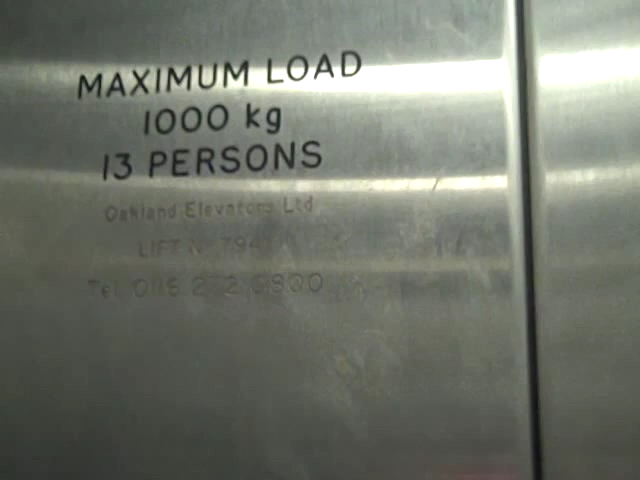 MAXIMUM LOAD
1000 kg
13 PERSONS
Oakland Elevators Ltd
LIFT
Tel